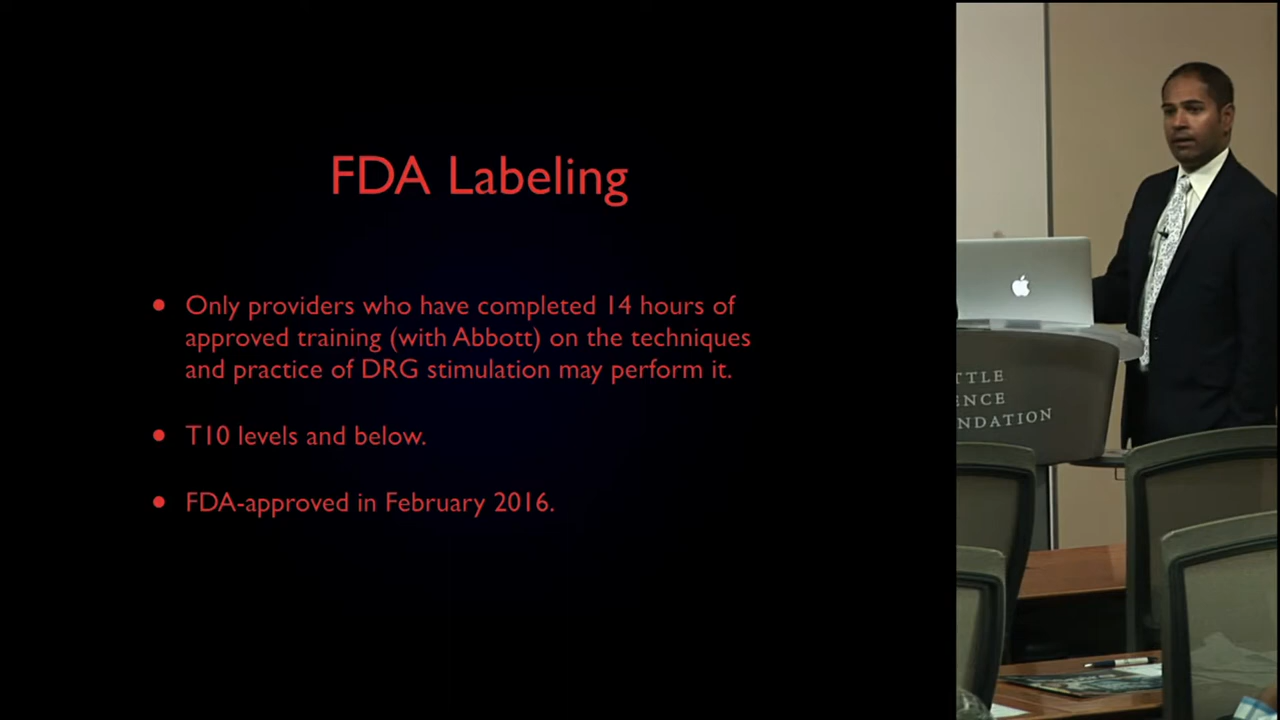 FDA Labeling
• Only providers who have completed 14 hours of
approved training (with Abbott) on the techniques
and practice of DRG stimulation may perform it.
• T10 levels and below.
• FDA-approved in February 2016.
TTLE
ENCE
NDATION